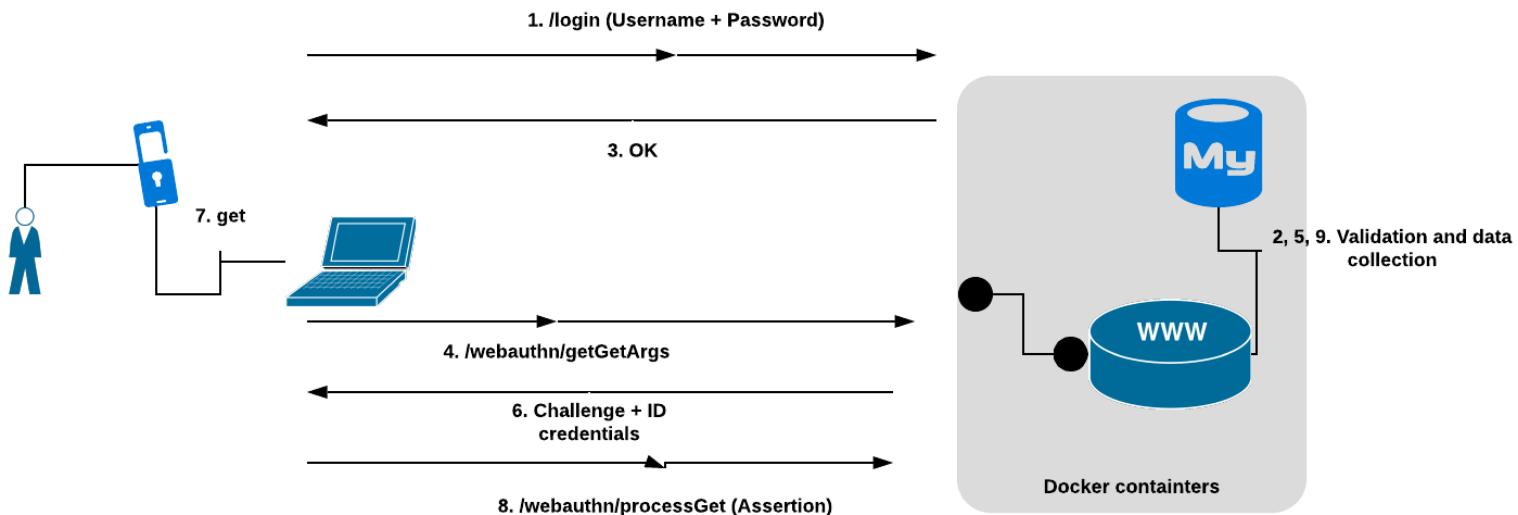 1. /login (Username + Password)
3. OK
My
7. get
2, 5, 9. Validation and data
collection
WWW
4. /webauthn/getGetArgs
6. Challenge + ID
credentials
Docker containters
8. /webauthn/processGet (Assertion)